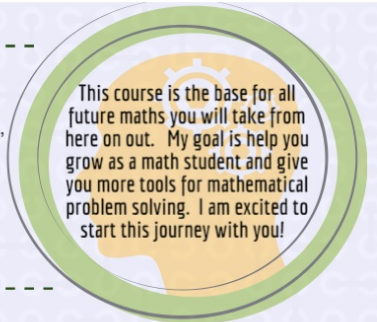 This course is the base for all
future maths you will take from
here on out. My goal is help you
grow as a math student and give
you more tools for mathematical
problem solving. I am excited to
start this journey with you!